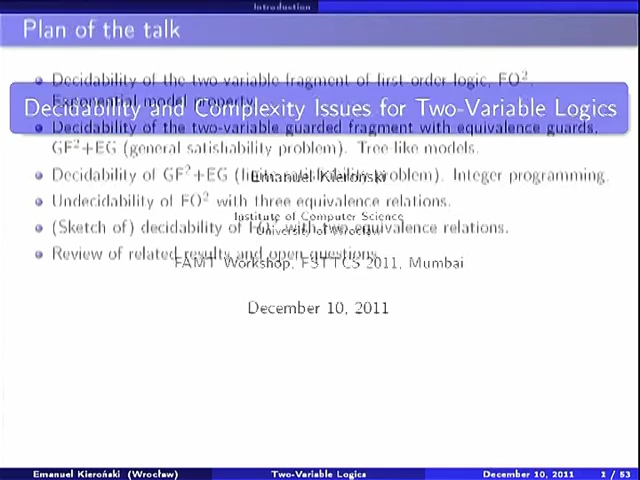 Introduction
Plan of the talk
Decidability of the two-variable fragment of first-order logic, FO².
Exponential model property.
Decidability and Complexity Issues for Two-Variable Logics
Decidability of the two-variable guarded fragment with equivalence guards,
GF²+EG (general satisfiability problem). Tree-like models.
Decidability of GF²+EG (finite satisfiability problem). Integer programming.
Emanuel Kieroński
Undecidability of FO² with three equivalence relations.
Institute of Computer Science
(Sketch of) decidability of FO² with two equivalence relations.
University of Wrocław
Review of related results and open questions.
FAMT Workshop, FSTTCS 2011, Mumbai
December 10, 2011
Emanuel Kieroński (Wrocław) Two-Variable Logics December 10, 2011 1 / 53